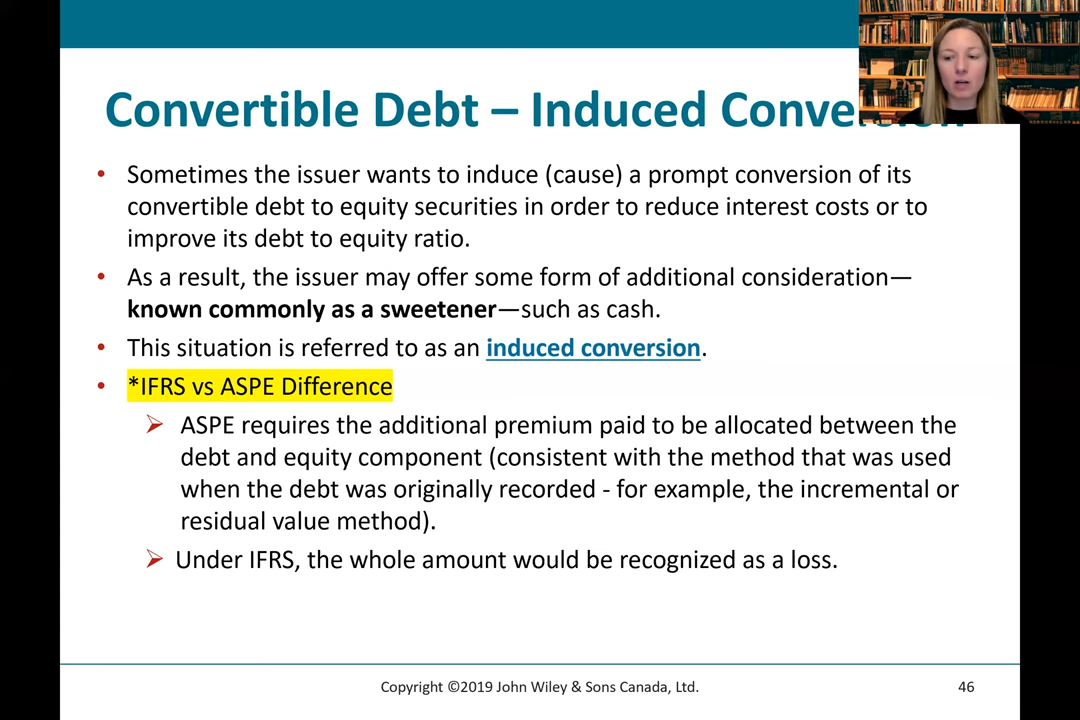 Convertible Debt – Induced Conversion
• Sometimes the issuer wants to induce (cause) a prompt conversion of its
convertible debt to equity securities in order to reduce interest costs or to
improve its debt to equity ratio.
• As a result, the issuer may offer some form of additional consideration—
known commonly as a sweetener—such as cash.
• This situation is referred to as an induced conversion.
• *IFRS vs ASPE Difference
➢ ASPE requires the additional premium paid to be allocated between the
debt and equity component (consistent with the method that was used
when the debt was originally recorded - for example, the incremental or
residual value method).
➢ Under IFRS, the whole amount would be recognized as a loss.
Copyright ©2019 John Wiley & Sons Canada, Ltd.
46